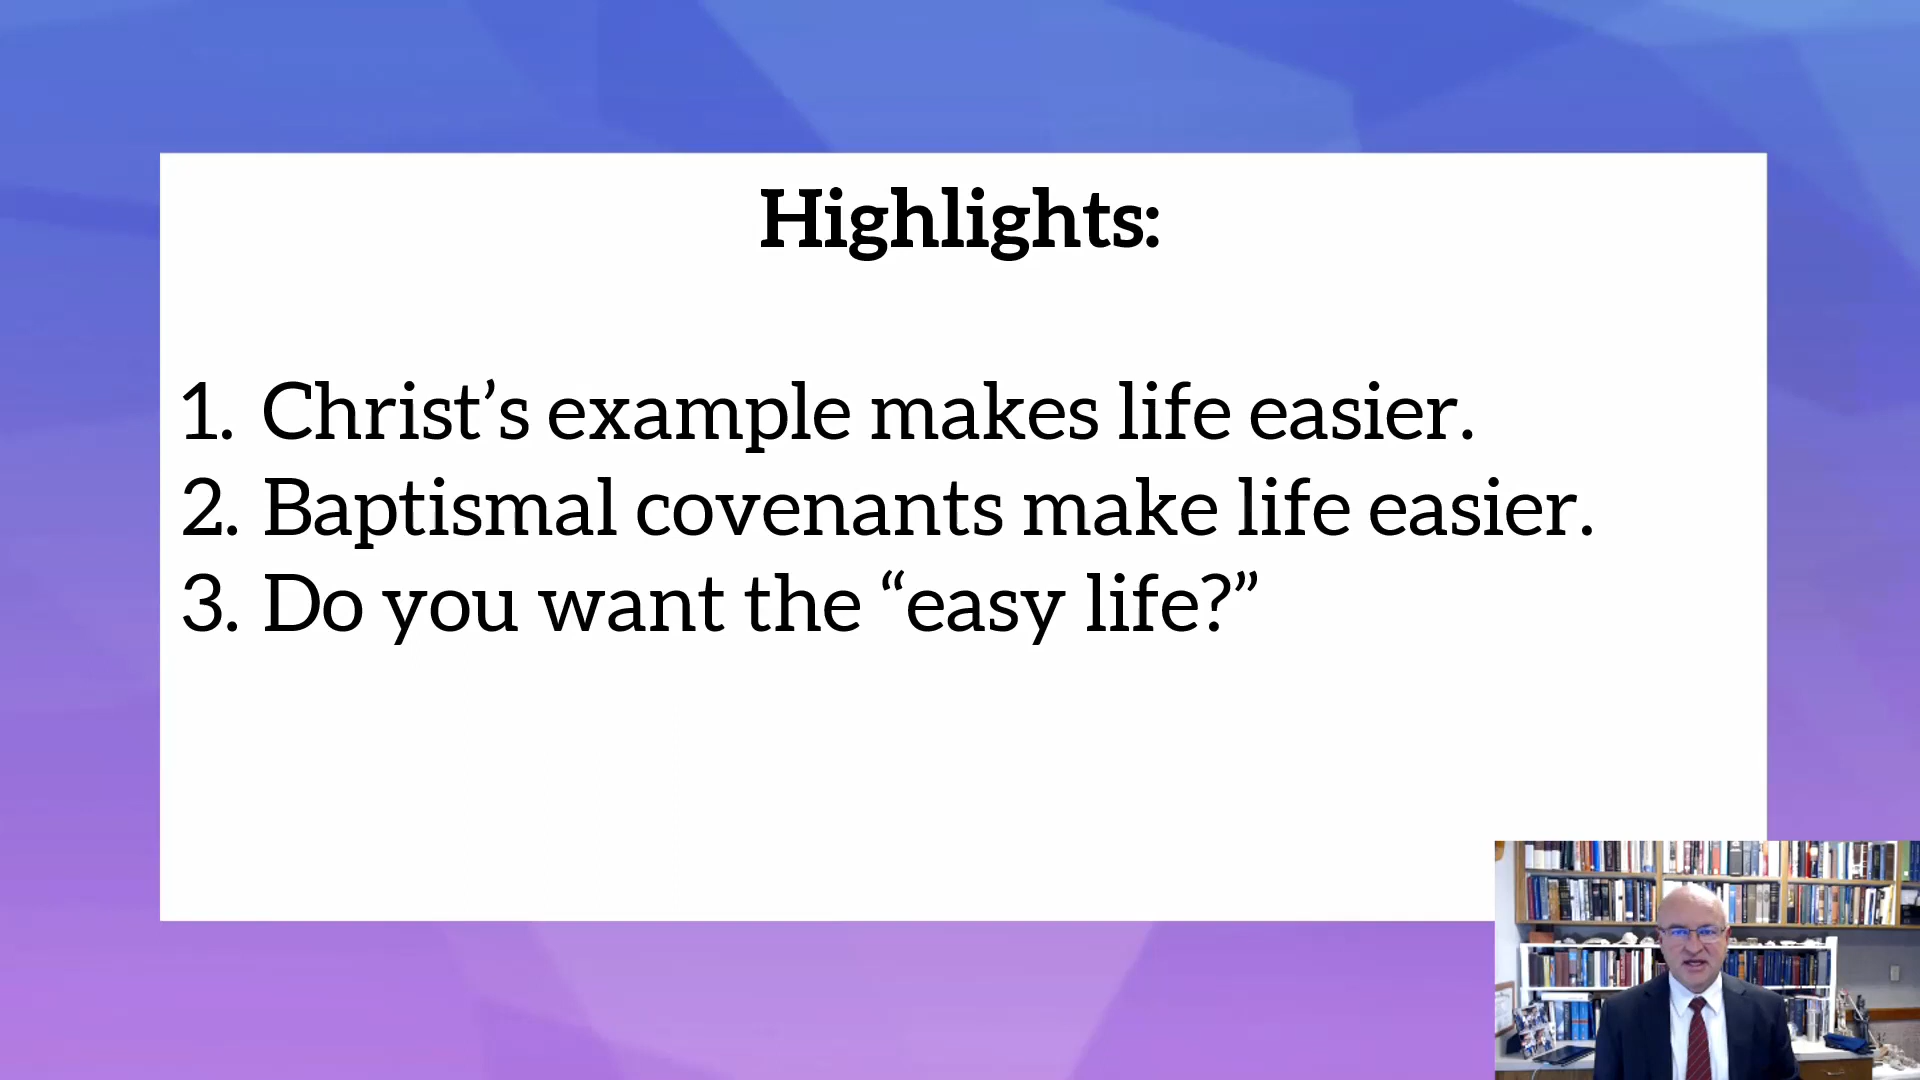 Highlights:
1. Christ’s example makes life easier.
2. Baptismal covenants make life easier.
3. Do you want the “easy life?”